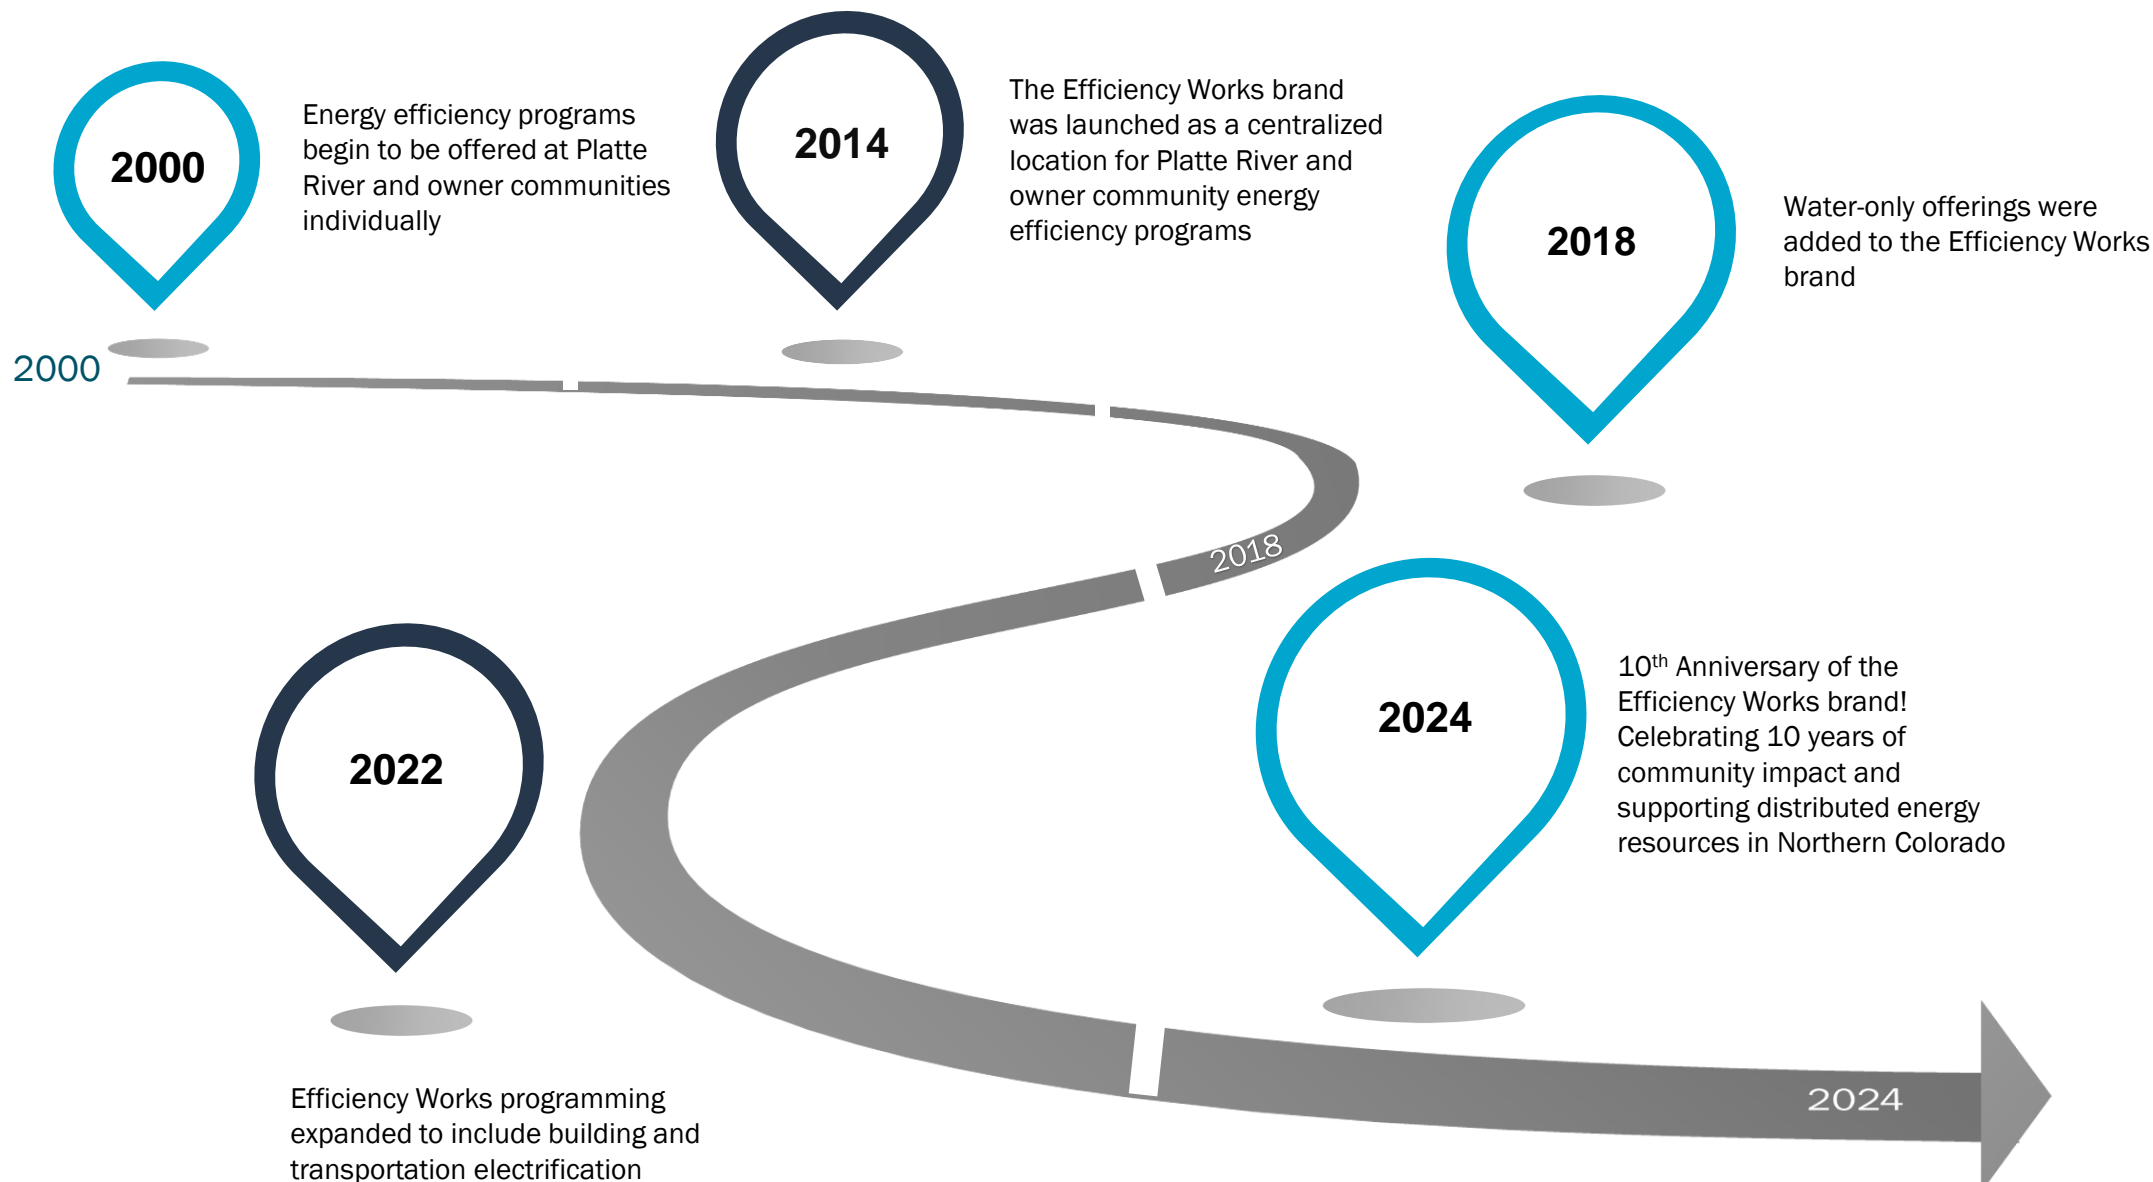 2000
Energy efficiency programs
begin to be offered at Platte
River and owner communities
individually
2014
The Efficiency Works brand
was launched as a centralized
location for Platte River and
owner community energy
efficiency programs
2018
Water-only offerings were
added to the Efficiency Works
brand
2000
2018
2022
Efficiency Works programming
expanded to include building and
transportation electrification
2024
10th Anniversary of the
Efficiency Works brand!
Celebrating 10 years of
community impact and
supporting distributed energy
resources in Northern Colorado
2024